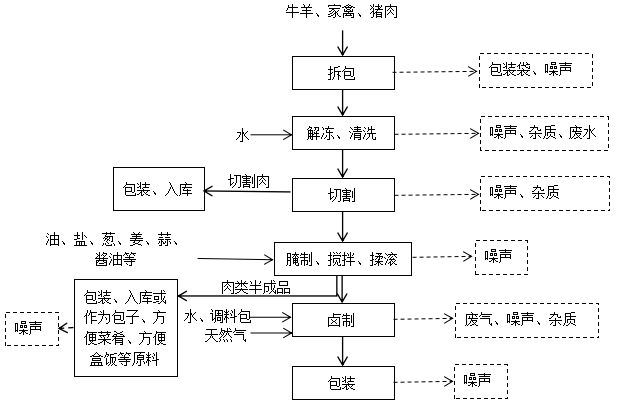 牛羊、家禽、猪肉
拆包
包装袋、噪声
水
解冻、清洗
噪声、杂质、废水
包装、入库
切割肉
切割
噪声、杂质
油、盐、葱、姜、蒜、
酱油等
腌制、搅拌、揉滚
噪声
肉类半成品
包装、入库或
作为包子、方
便菜肴、方便
盒饭等原料
噪声
水、调料包
天然气
卤制
废气、噪声、杂质
包装
噪声